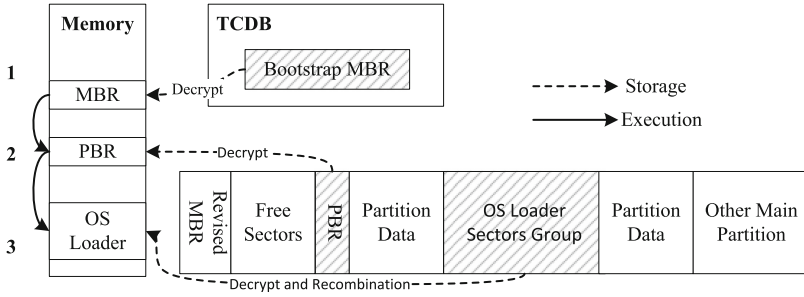 Memory
TCDB
1
Bootstrap MBR
Decrypt
MBR
Storage
Execution
2
PBR
Decrypt
Revised
MBR
Free
Sectors
PBR
Partition
Data
OS Loader
Sectors Group
Partition
Data
Other Main
Partition
3
OS
Loader
Decrypt and Recombination